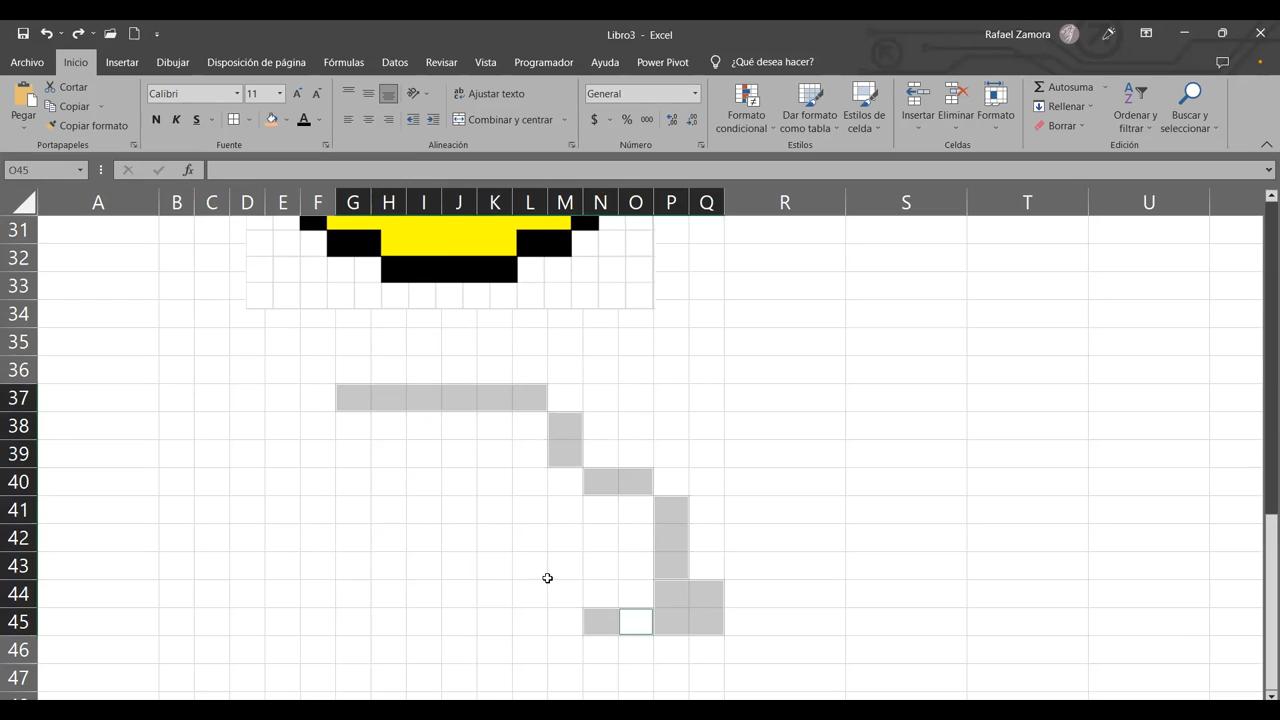 Libro3 - Excel
Rafael Zamora
Archivo Inicio Insertar Dibujar Disposición de página Fórmulas Datos Revisar Vista Programador Ayuda Power Pivot ¿Qué desea hacer?
Pegar
Cortar
Copiar
Copiar formato
Portapapeles
Calibri 11 A A
N K S A
Fuente
ab Ajustar texto
Combinar y centrar
Alineación
General
$ % 000
Número
Formato condicional
Dar formato como tabla
Estilos de celda
Estilos
Insertar Eliminar Formato
Celdas
Σ Autosuma
Rellenar
Borrar
Ordenar y filtrar
Buscar y seleccionar
Edición
O45 fx
A B C D E F G H I J K L M N O P Q R S T U
31
32
33
34
35
36
37
38
39
40
41
42
43
44
45
46
47